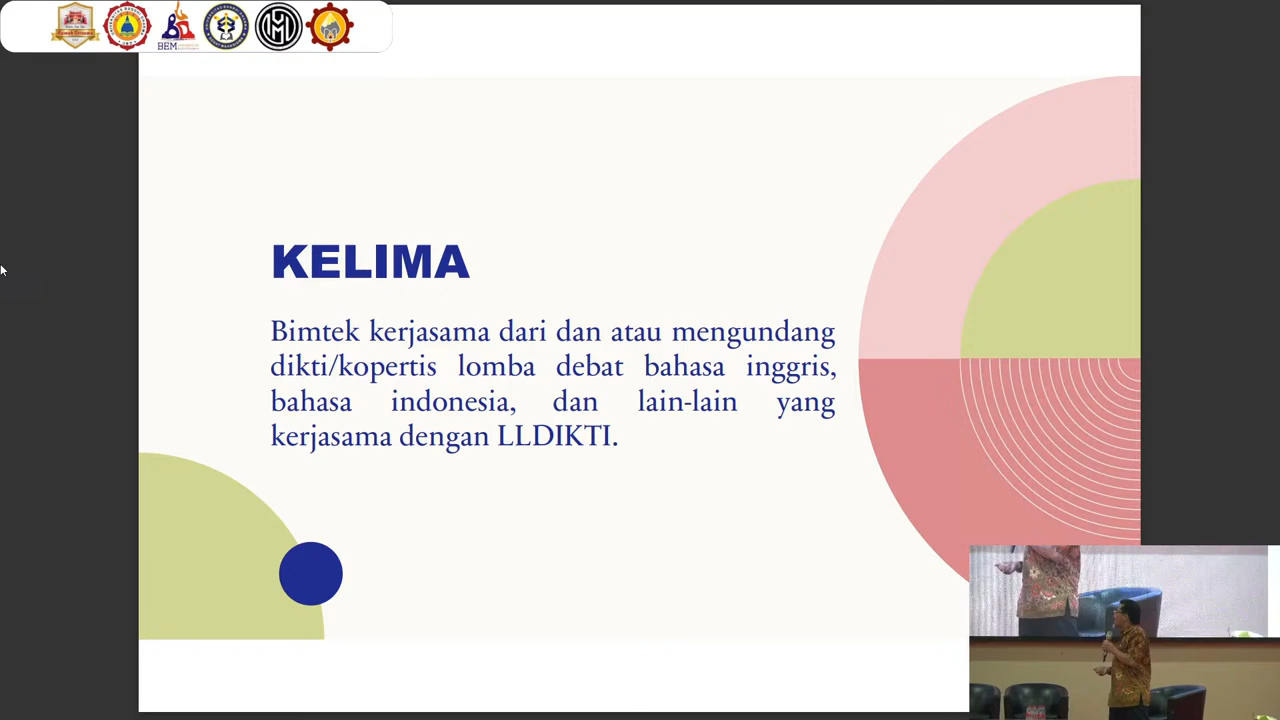 BEM
KELIMA
Bimtek kerjasama dari dan atau mengundang
dikti/kopertis lomba debat bahasa inggris,
bahasa indonesia, dan lain-lain yang
kerjasama dengan LLDIKTI.